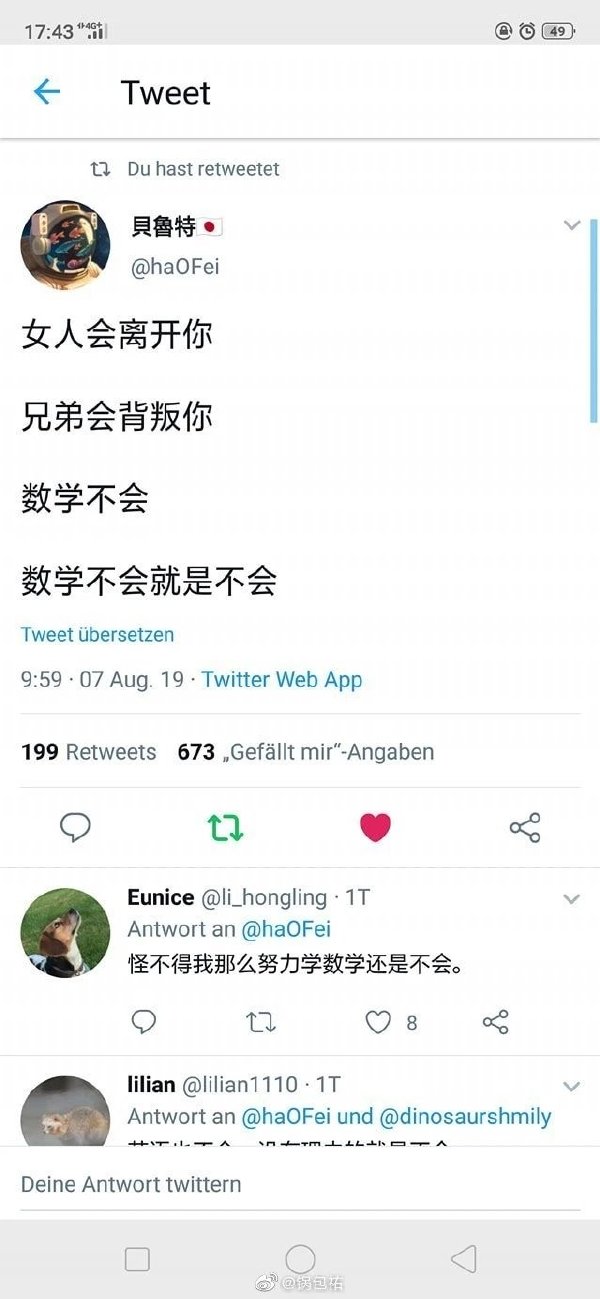 17:43 4G+ 49
Tweet
Du hast retweetet
貝魯特🇯🇵
@haOFei
女人会离开你
兄弟会背叛你
数学不会
数学不会就是不会
Tweet übersetzen
9:59 · 07 Aug. 19 · Twitter Web App
199 Retweets 673 „Gefällt mir“-Angaben
Eunice @li_hongling · 1T
Antwort an @haOFei
怪不得我那么努力学数学还是不会。
8
lilian @lilian1110 · 1T
Antwort an @haOFei und @dinosaurshmily
Deine Antwort twittern
@锅包祐